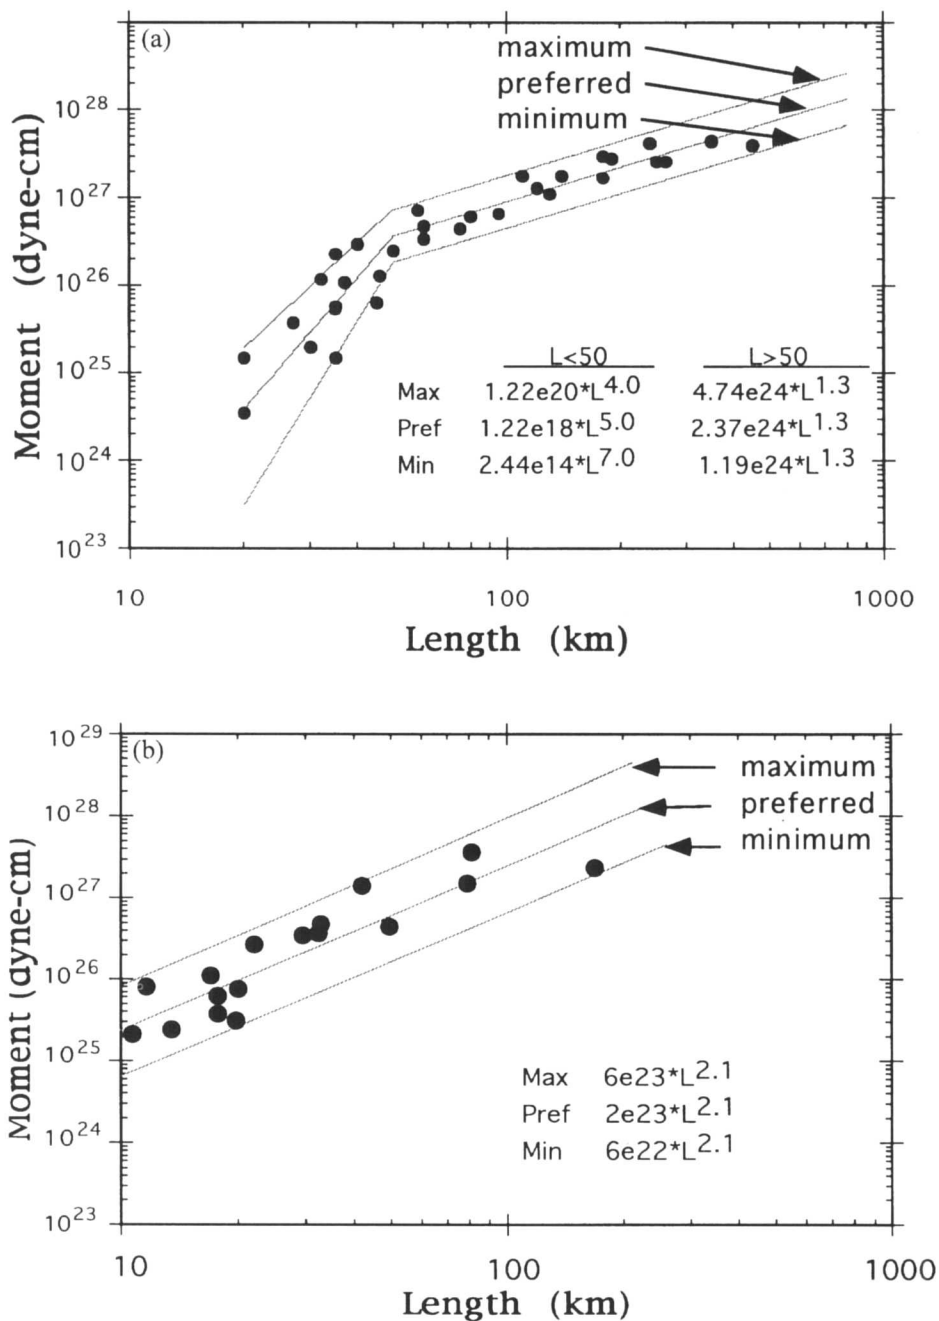 (a)
maximum
preferred
minimum
10^28
10^27
10^26
10^25
10^24
10^23
Moment (dyne-cm)
L<50 L>50
Max 1.22e20*L^4.0 4.74e24*L^1.3
Pref 1.22e18*L^5.0 2.37e24*L^1.3
Min 2.44e14*L^7.0 1.19e24*L^1.3
10 100 1000
Length (km)
(b)
10^29
10^28
10^27
10^26
10^25
10^24
10^23
Moment (dyne-cm)
maximum
preferred
minimum
Max 6e23*L^2.1
Pref 2e23*L^2.1
Min 6e22*L^2.1
10 100 1000
Length (km)